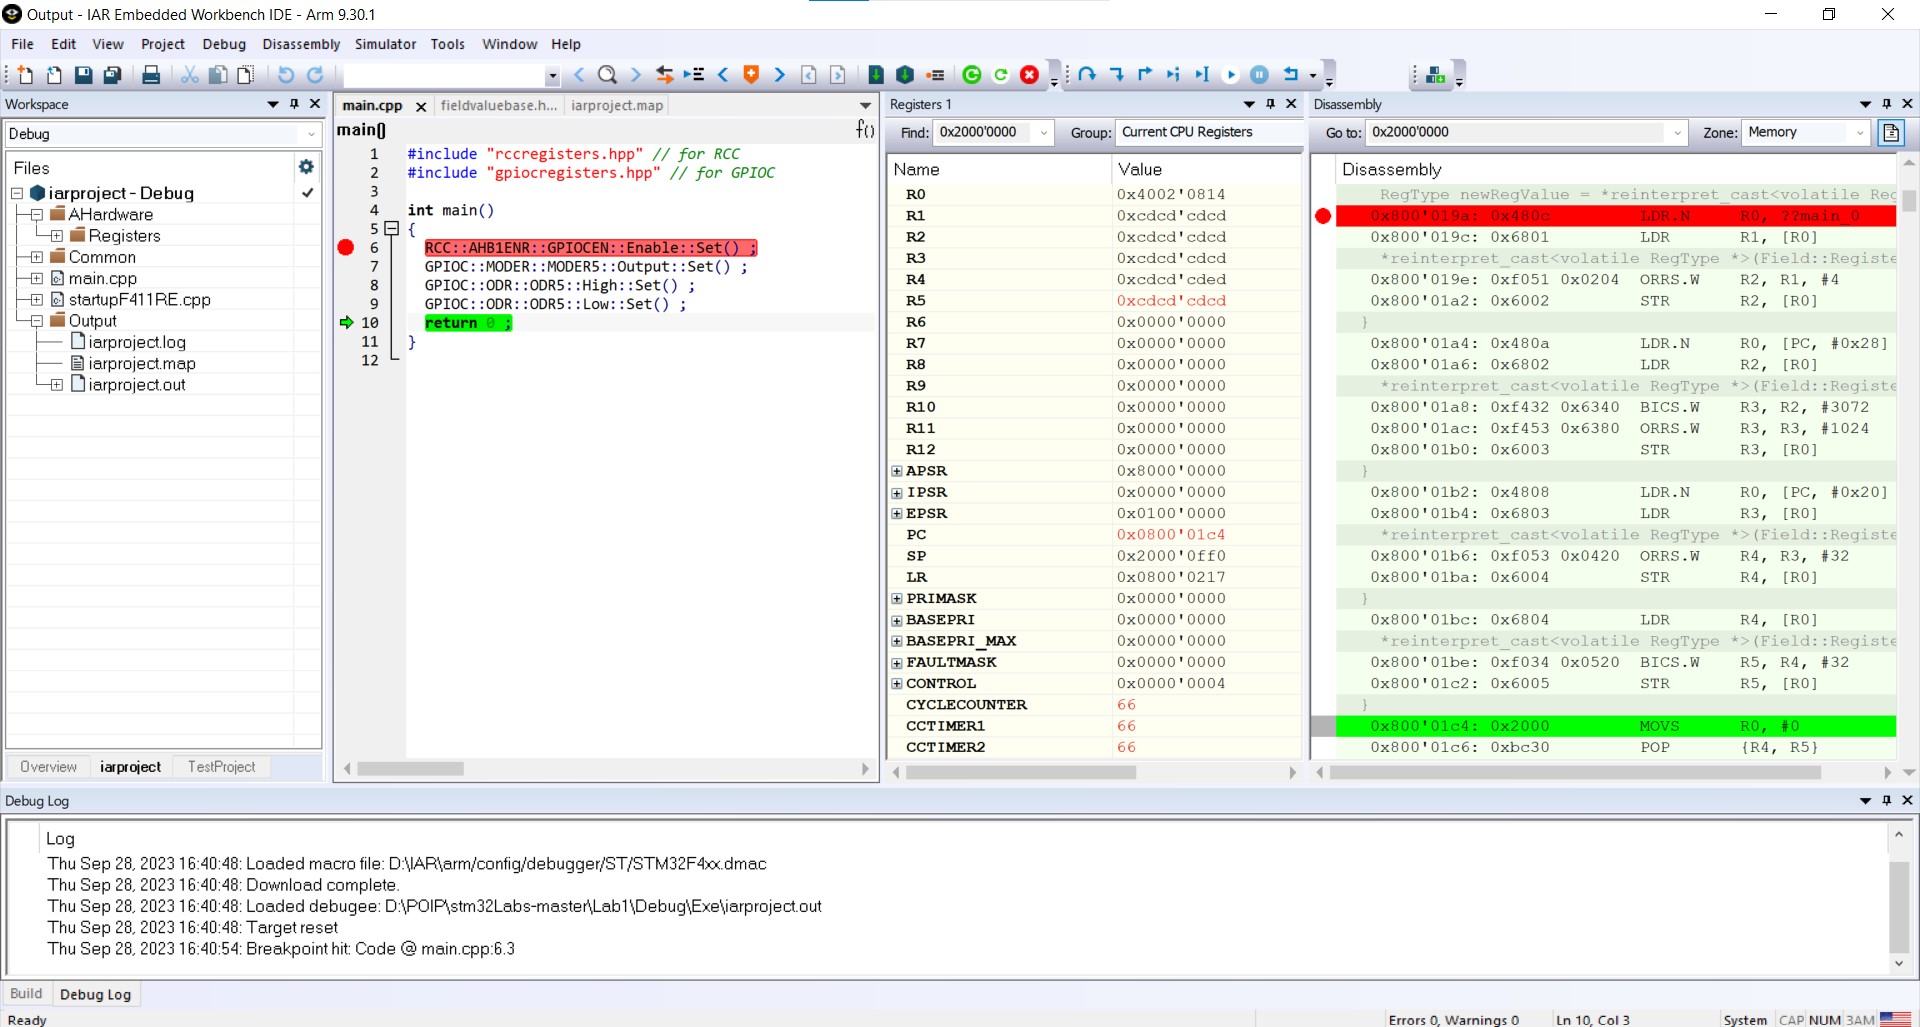 Output - IAR Embedded Workbench IDE - Arm 9.30.1
File Edit View Project Debug Disassembly Simulator Tools Window Help
Workspace
Debug
Files
iarproject - Debug
AHardware
Registers
Common
main.cpp
startupF411RE.cpp
Output
iarproject.log
iarproject.map
iarproject.out
Overview iarproject TestProject
main.cpp fieldvaluebase.h... iarproject.map
main() f()
1 #include "rccregisters.hpp" // for RCC
2 #include "gpiocregisters.hpp" // for GPIOC
3
4 int main()
5 {
6 RCC::AHB1ENR::GPIOCEN::Enable::Set() ;
7 GPIOC::MODER::MODER5::Output::Set() ;
8 GPIOC::ODR::ODR5::High::Set() ;
9 GPIOC::ODR::ODR5::Low::Set() ;
10 return 0 ;
11 }
12
Registers 1
Find: 0x2000'0000 Group: Current CPU Registers
Name Value
R0 0x4002'0814
R1 0xcdcd'cdcd
R2 0xcdcd'cdcd
R3 0xcdcd'cdcd
R4 0xcdcd'cded
R5 0xcdcd'cdcd
R6 0x0000'0000
R7 0x0000'0000
R8 0x0000'0000
R9 0x0000'0000
R10 0x0000'0000
R11 0x0000'0000
R12 0x0000'0000
APSR 0x8000'0000
IPSR 0x0000'0000
EPSR 0x0100'0000
PC 0x0800'01c4
SP 0x2000'0ff0
LR 0x0800'0217
PRIMASK 0x0000'0000
BASEPRI 0x0000'0000
BASEPRI_MAX 0x0000'0000
FAULTMASK 0x0000'0000
CONTROL 0x0000'0004
CYCLECOUNTER 66
CCTIMER1 66
CCTIMER2 66
Disassembly
Go to: 0x2000'0000 Zone: Memory
Disassembly
RegType newRegValue = *reinterpret_cast<volatile Reg
0x800'019a: 0x480c LDR.N R0, ??main_0
0x800'019c: 0x6801 LDR R1, [R0]
*reinterpret_cast<volatile RegType *>(Field::Registe
0x800'019e: 0xf051 0x0204 ORRS.W R2, R1, #4
0x800'01a2: 0x6002 STR R2, [R0]
}
0x800'01a4: 0x480a LDR.N R0, [PC, #0x28]
0x800'01a6: 0x6802 LDR R2, [R0]
*reinterpret_cast<volatile RegType *>(Field::Registe
0x800'01a8: 0xf432 0x6340 BICS.W R3, R2, #3072
0x800'01ac: 0xf453 0x6380 ORRS.W R3, R3, #1024
0x800'01b0: 0x6003 STR R3, [R0]
}
0x800'01b2: 0x4808 LDR.N R0, [PC, #0x20]
0x800'01b4: 0x6803 LDR R3, [R0]
*reinterpret_cast<volatile RegType *>(Field::Registe
0x800'01b6: 0xf053 0x0420 ORRS.W R4, R3, #32
0x800'01ba: 0x6004 STR R4, [R0]
}
0x800'01bc: 0x6804 LDR R4, [R0]
*reinterpret_cast<volatile RegType *>(Field::Registe
0x800'01be: 0xf034 0x0520 BICS.W R5, R4, #32
0x800'01c2: 0x6005 STR R5, [R0]
}
0x800'01c4: 0x2000 MOVS R0, #0
0x800'01c6: 0xbc30 POP {R4, R5}
Debug Log
Log
Thu Sep 28, 2023 16:40:48: Loaded macro file: D:\IAR\arm/config/debugger/ST/STM32F4xx.dmac
Thu Sep 28, 2023 16:40:48: Download complete.
Thu Sep 28, 2023 16:40:48: Loaded debugee: D:\POIP\stm32Labs-master\Lab1\Debug\Exe\iarproject.out
Thu Sep 28, 2023 16:40:48: Target reset
Thu Sep 28, 2023 16:40:54: Breakpoint hit: Code @ main.cpp:6.3
Build Debug Log
Ready Errors 0, Warnings 0 Ln 10, Col 3 System CAP NUM ЗАМ